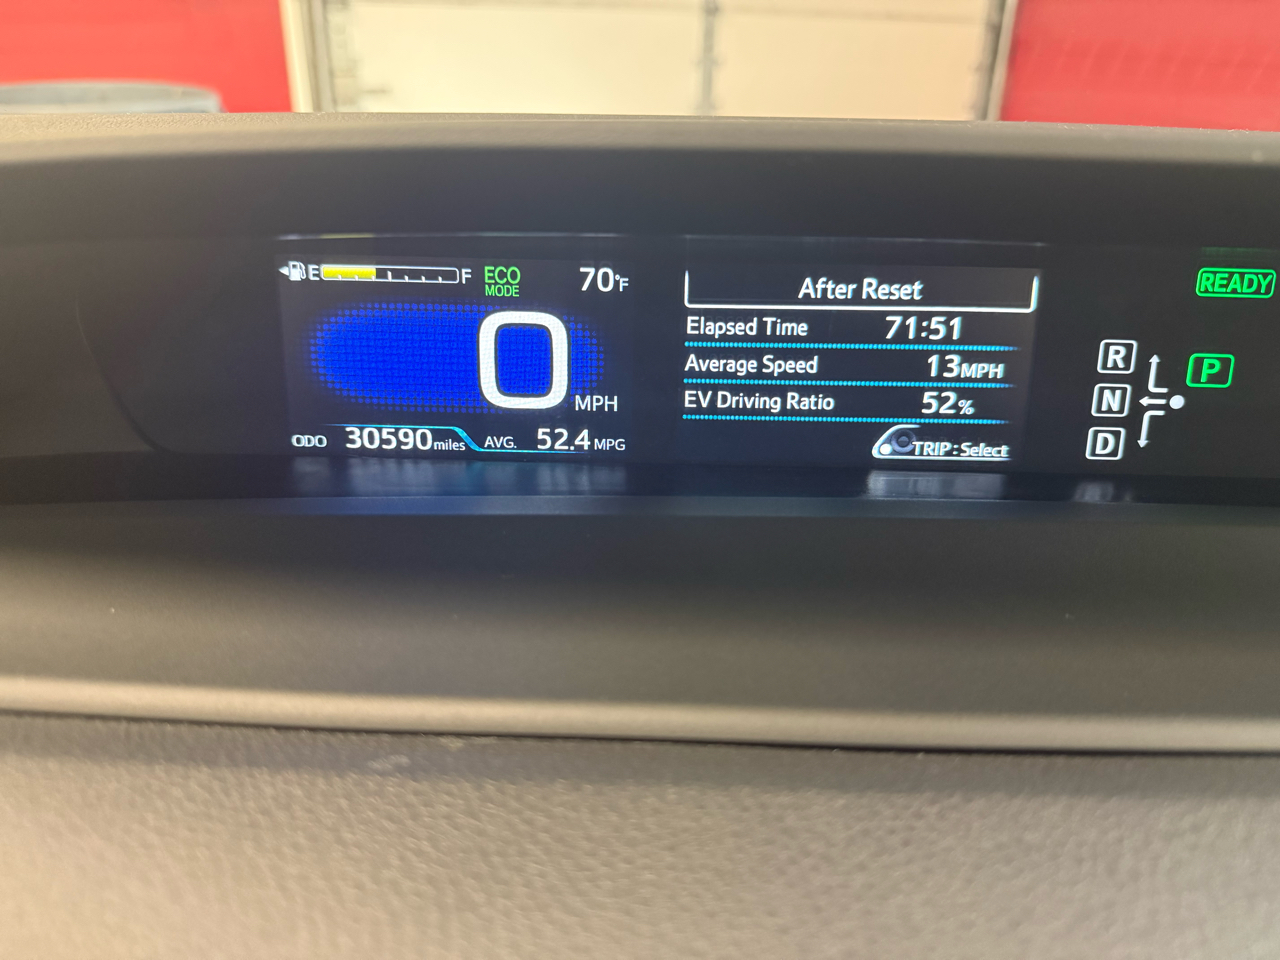 E F ECO MODE 70°F
0 MPH
ODO 30590 miles AVG. 52.4 MPG
After Reset
Elapsed Time 71:51
Average Speed 13 MPH
EV Driving Ratio 52%
TRIP:Select
READY
R
P
N
D